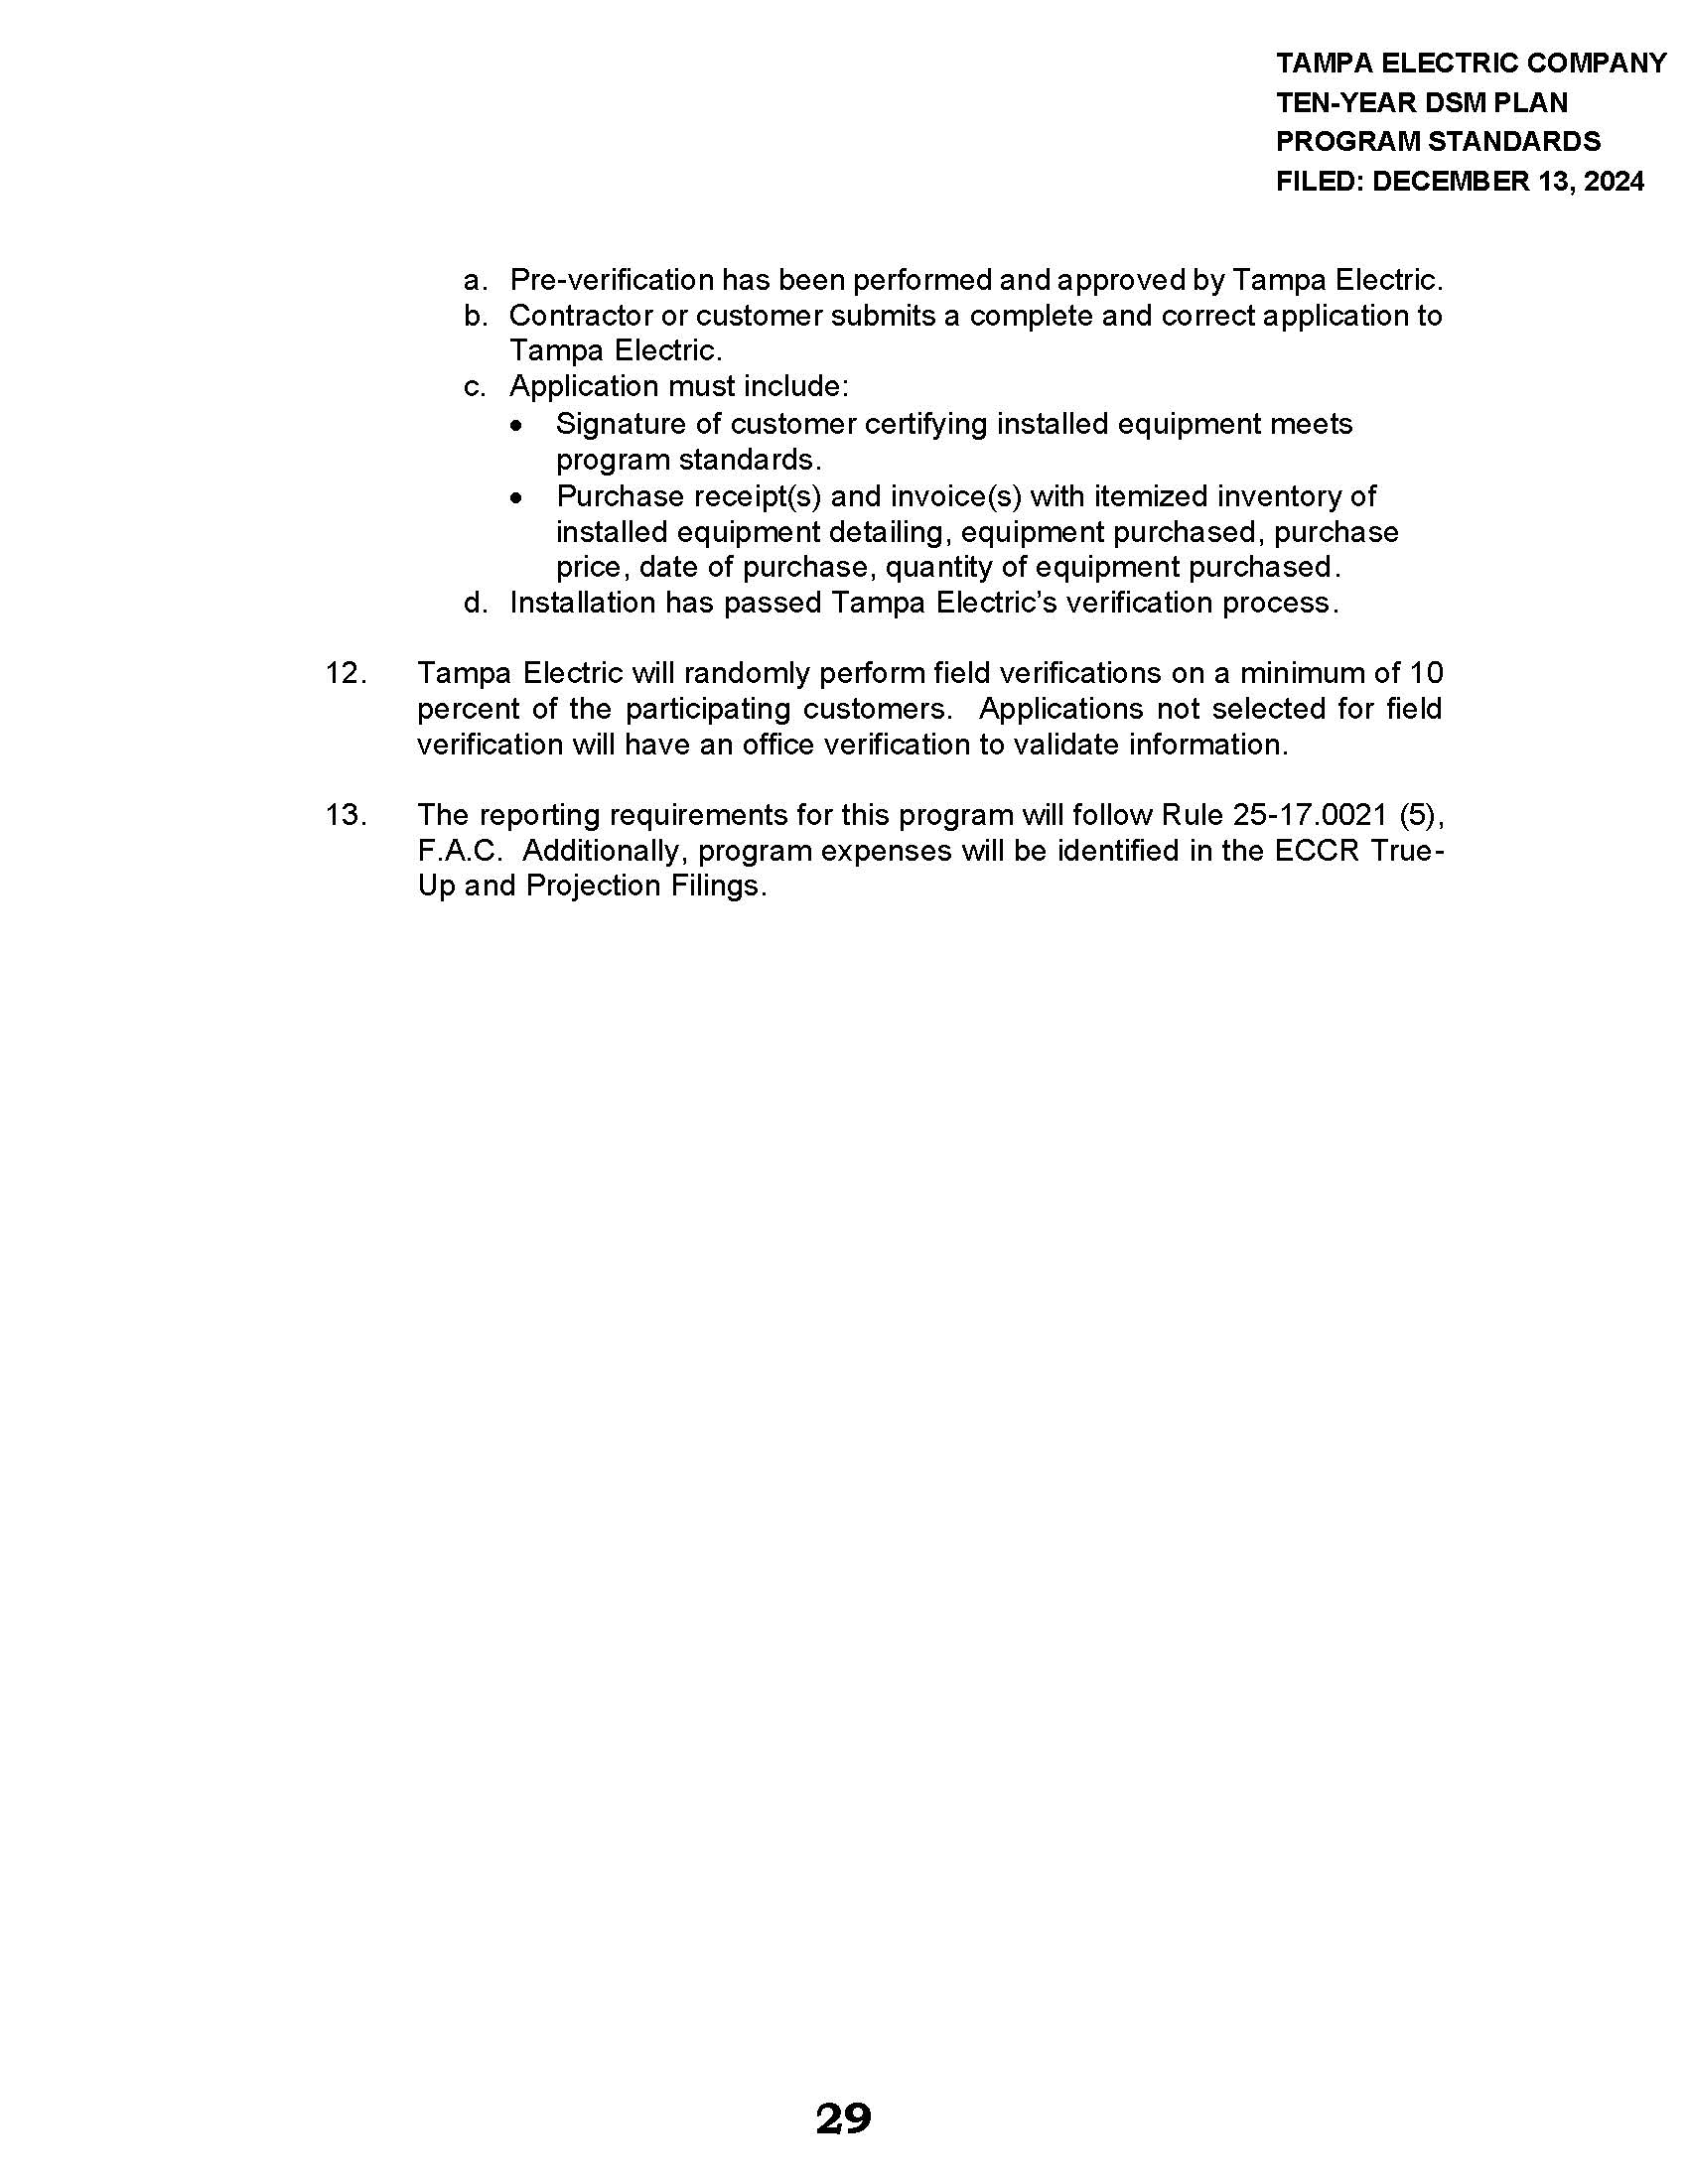 TAMPA ELECTRIC COMPANY
TEN-YEAR DSM PLAN
PROGRAM STANDARDS
FILED: DECEMBER 13, 2024
a. Pre-verification has been performed and approved by Tampa Electric.
b. Contractor or customer submits a complete and correct application to
Tampa Electric.
c. Application must include:
• Signature of customer certifying installed equipment meets
program standards.
• Purchase receipt(s) and invoice(s) with itemized inventory of
installed equipment detailing, equipment purchased, purchase
price, date of purchase, quantity of equipment purchased.
d. Installation has passed Tampa Electric’s verification process.
12. Tampa Electric will randomly perform field verifications on a minimum of 10
percent of the participating customers. Applications not selected for field
verification will have an office verification to validate information.
13. The reporting requirements for this program will follow Rule 25-17.0021 (5),
F.A.C. Additionally, program expenses will be identified in the ECCR True-
Up and Projection Filings.
29